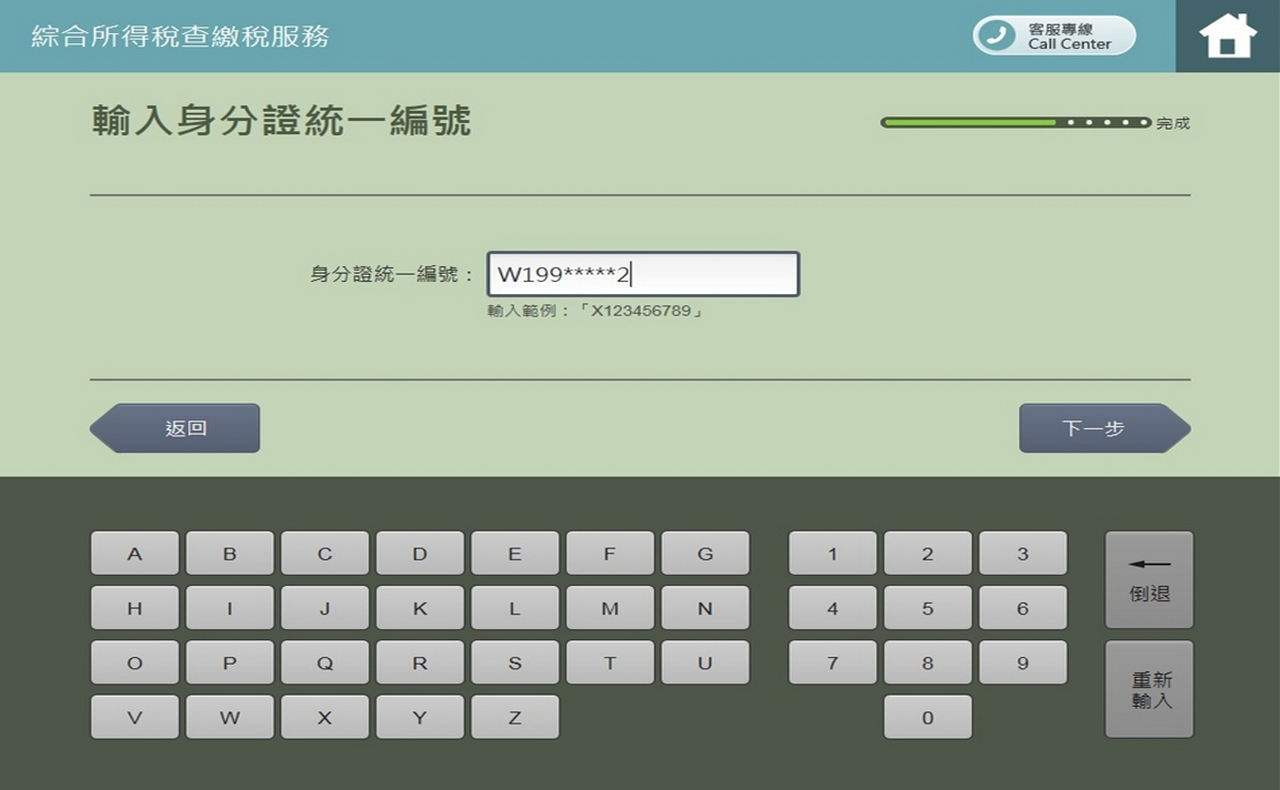 綜合所得稅查繳稅服務
客服專線
Call Center
輸入身分證統一編號
完成
身分證統一編號：
W199*****2
輸入範例：「X123456789」
返回
下一步
A B C D E F G 1 2 3
倒退
H I J K L M N 4 5 6
O P Q R S T U 7 8 9
重新
輸入
V W X Y Z 0